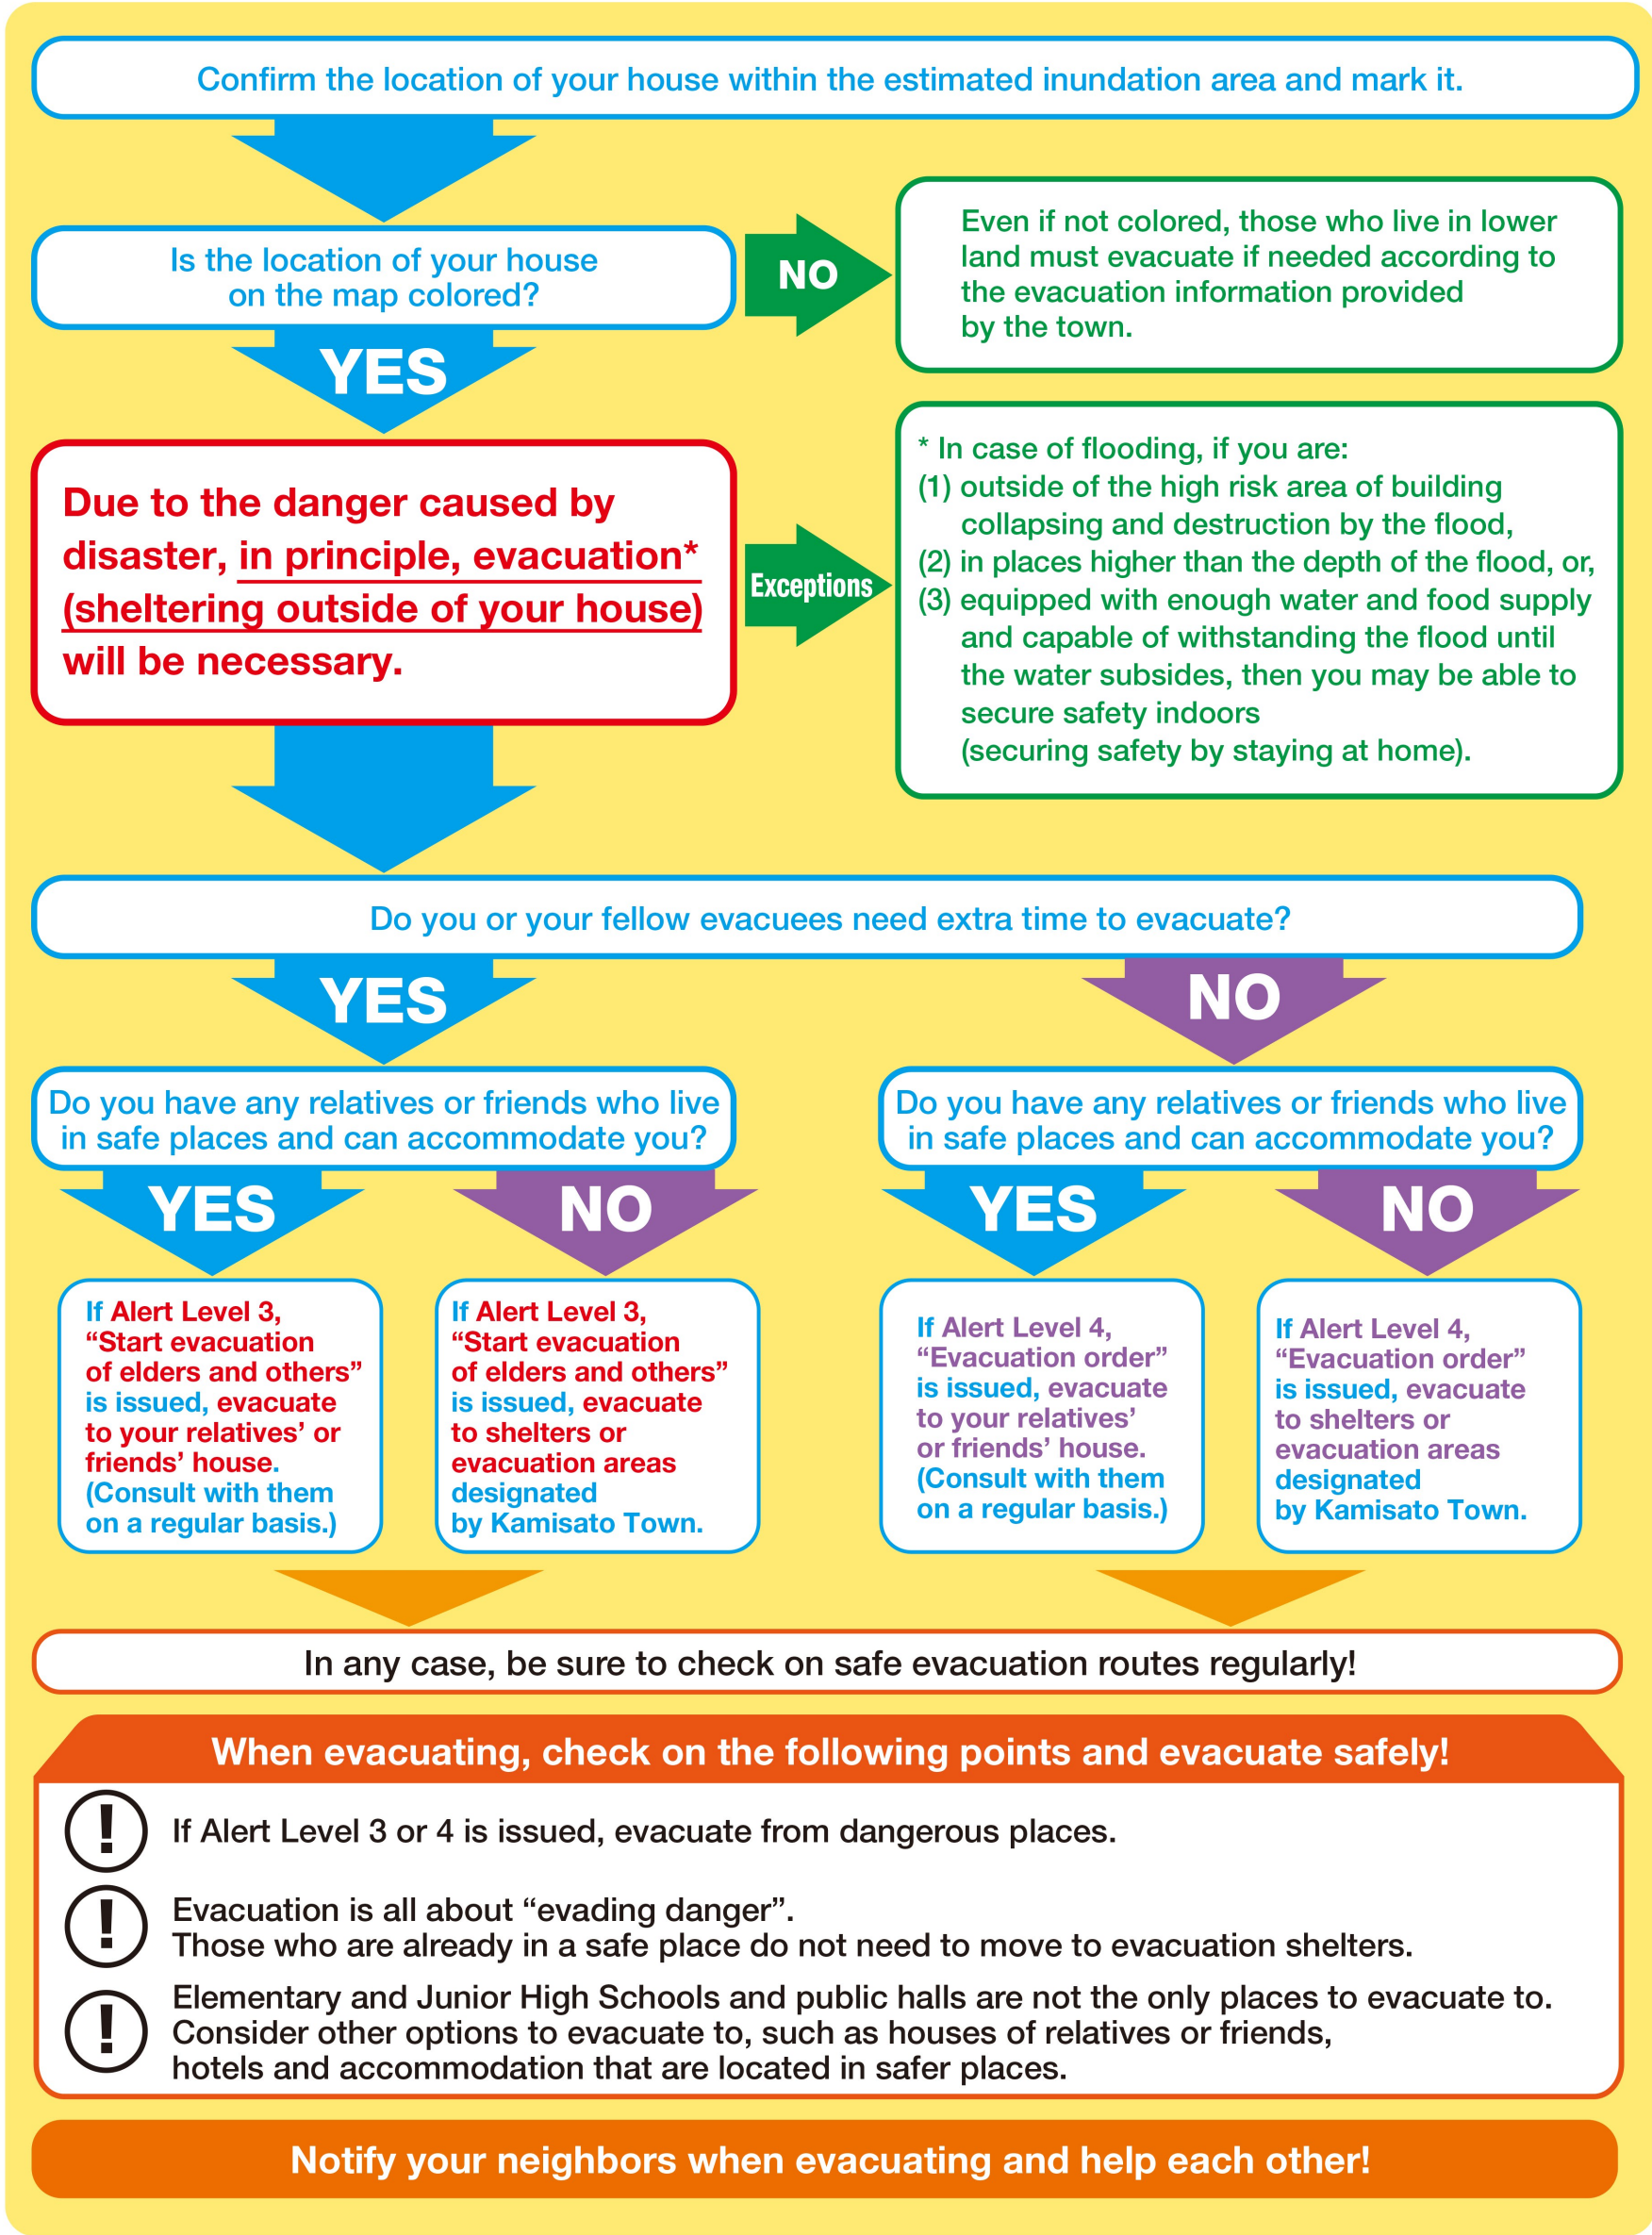 Confirm the location of your house within the estimated inundation area and mark it.
Is the location of your house
on the map colored?
NO
Even if not colored, those who live in lower
land must evacuate if needed according to
the evacuation information provided
by the town.
YES
Due to the danger caused by
disaster, in principle, evacuation*
(sheltering outside of your house)
will be necessary.
Exceptions
* In case of flooding, if you are:
(1) outside of the high risk area of building
collapsing and destruction by the flood,
(2) in places higher than the depth of the flood, or,
(3) equipped with enough water and food supply
and capable of withstanding the flood until
the water subsides, then you may be able to
secure safety indoors
(securing safety by staying at home).
Do you or your fellow evacuees need extra time to evacuate?
YES
NO
Do you have any relatives or friends who live
in safe places and can accommodate you?
Do you have any relatives or friends who live
in safe places and can accommodate you?
YES
NO
YES
NO
If Alert Level 3,
“Start evacuation
of elders and others”
is issued, evacuate
to your relatives’ or
friends’ house.
(Consult with them
on a regular basis.)
If Alert Level 3,
“Start evacuation
of elders and others”
is issued, evacuate
to shelters or
evacuation areas
designated
by Kamisato Town.
If Alert Level 4,
“Evacuation order”
is issued, evacuate
to your relatives’
or friends’ house.
(Consult with them
on a regular basis.)
If Alert Level 4,
“Evacuation order”
is issued, evacuate
to shelters or
evacuation areas
designated
by Kamisato Town.
In any case, be sure to check on safe evacuation routes regularly!
When evacuating, check on the following points and evacuate safely!
! If Alert Level 3 or 4 is issued, evacuate from dangerous places.
! Evacuation is all about “evading danger”.
Those who are already in a safe place do not need to move to evacuation shelters.
! Elementary and Junior High Schools and public halls are not the only places to evacuate to.
Consider other options to evacuate to, such as houses of relatives or friends,
hotels and accommodation that are located in safer places.
Notify your neighbors when evacuating and help each other!